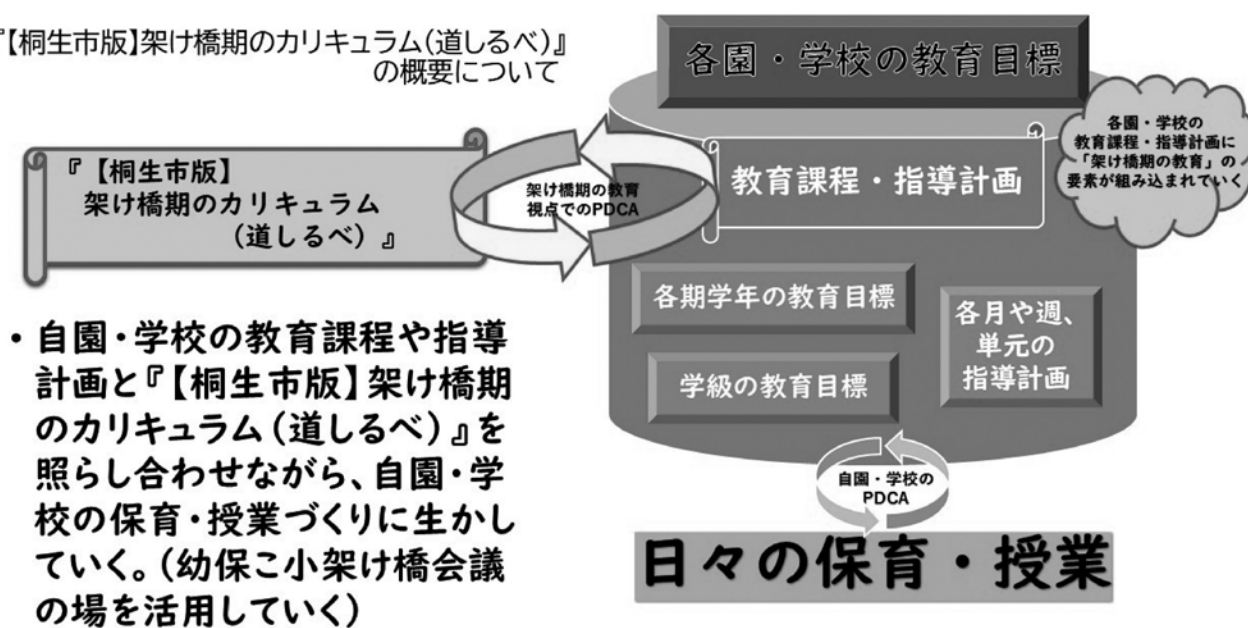 『【桐生市版】架け橋期のカリキュラム(道しるべ)』
の概要について
『【桐生市版】
架け橋期のカリキュラム
(道しるべ)』
架け橋期の教育
視点でのPDCA
各園・学校の教育目標
教育課程・指導計画
各園・学校の
教育課程・指導計画に
「架け橋期の教育」の
要素が組み込まれていく
各期学年の教育目標
学級の教育目標
各月や週、
単元の
指導計画
自園・学校の
PDCA
日々の保育・授業
・自園・学校の教育課程や指導
計画と『【桐生市版】架け橋期
のカリキュラム(道しるべ)』を
照らし合わせながら、自園・学
校の保育・授業づくりに生かし
ていく。(幼保こ小架け橋会議
の場を活用していく)